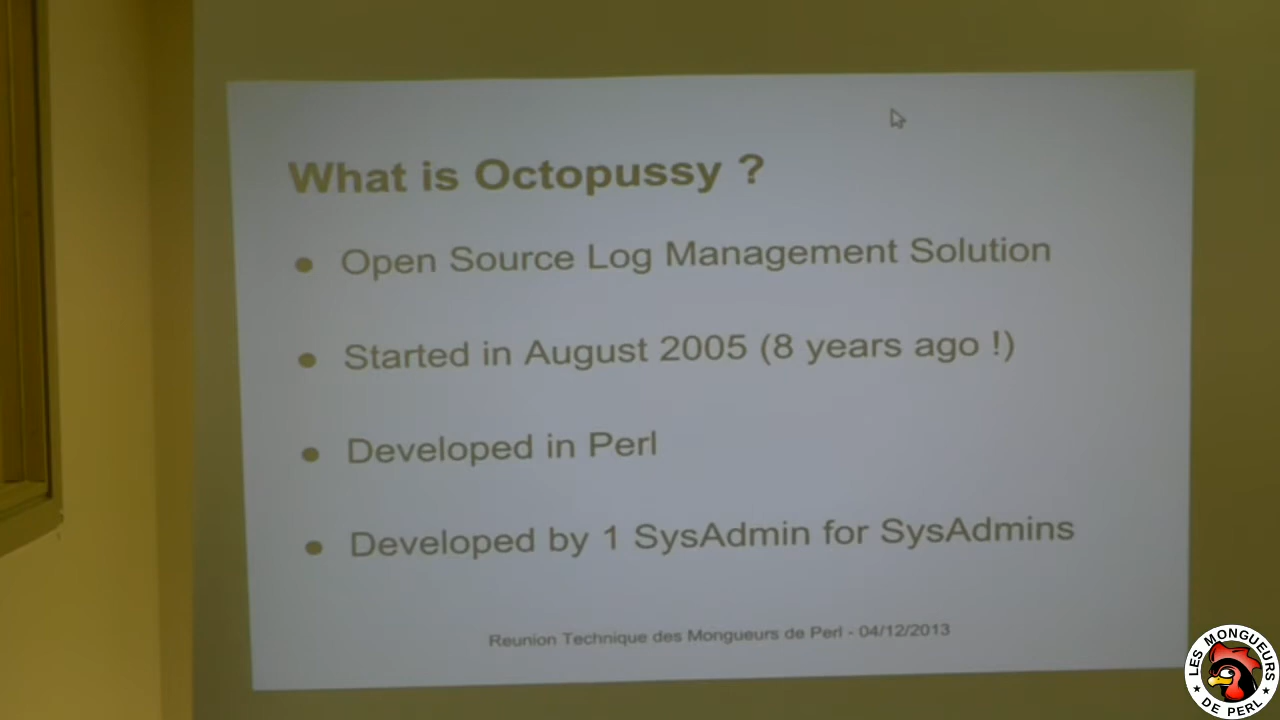 What is Octopussy ?
● Open Source Log Management Solution
● Started in August 2005 (8 years ago !)
● Developed in Perl
● Developed by 1 SysAdmin for SysAdmins
Reunion Technique des Mongueurs de Perl - 04/12/2013
LES MONGUEURS
★ DE PERL ★